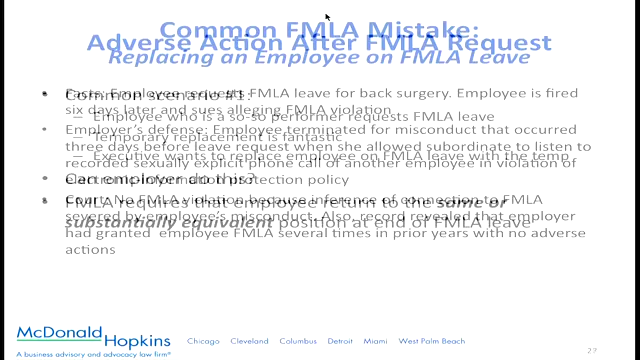 Common FMLA Mistake:
Adverse Action After FMLA Request
Replacing an Employee on FMLA Leave
• Facts: Employee requests FMLA leave for back surgery. Employee is fired
six days later and sues alleging FMLA violation
• Common scenario #1:
– Employee who is a so-so performer requests FMLA leave
• Employer's defense: Employee terminated for misconduct that occurred
– Temporary replacement is fantastic
three days before leave request when she allowed subordinate to listen to
– Executive wants to replace employee on FMLA leave with the temp
recorded sexually explicit phone call of another employee in violation of
electronic information protection policy
• Can employer do this?
• Court: No FMLA violation because inference of connection to FMLA
• FMLA requires that employee return to the same or
severed by employee's misconduct. Also, record revealed that employer
substantially equivalent position at end of FMLA leave
had granted employee FMLA several times in prior years with no adverse
actions
McDonald
Hopkins
A business advisory and advocacy law firm®
Chicago Cleveland Columbus Detroit Miami West Palm Beach